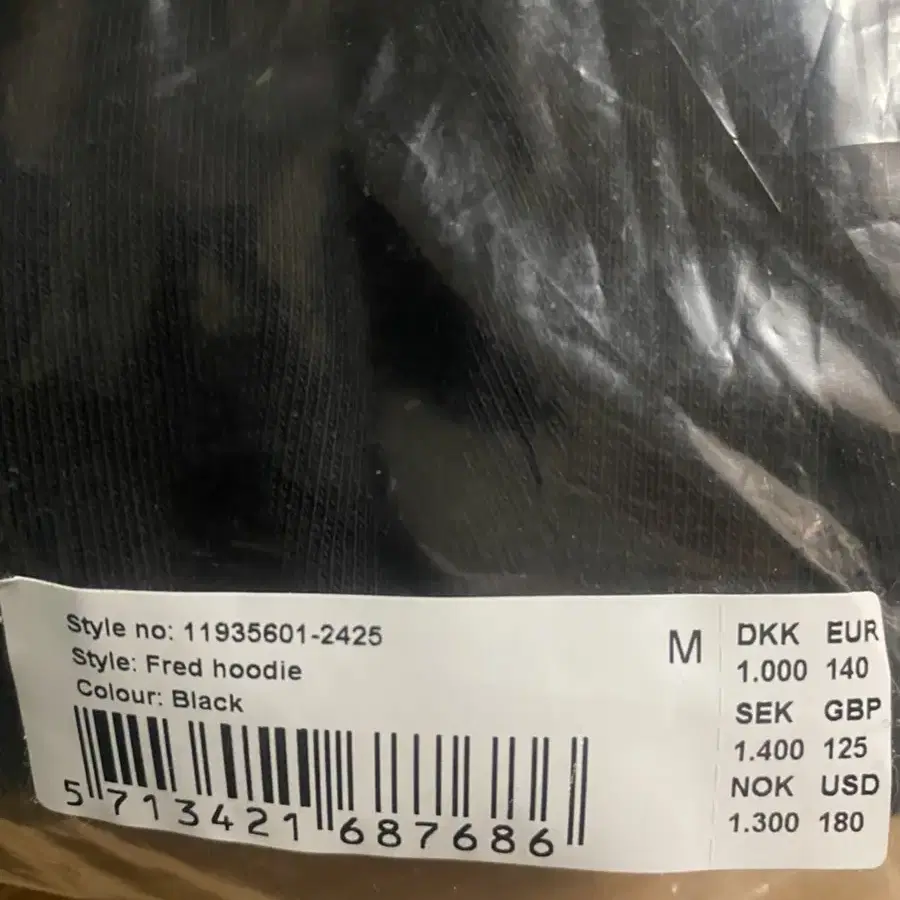 Style no: 11935601-2425
Style: Fred hoodie
Colour: Black
5 713421 687686
M
DKK EUR
1.000 140
SEK GBP
1.400 125
NOK USD
1.300 180